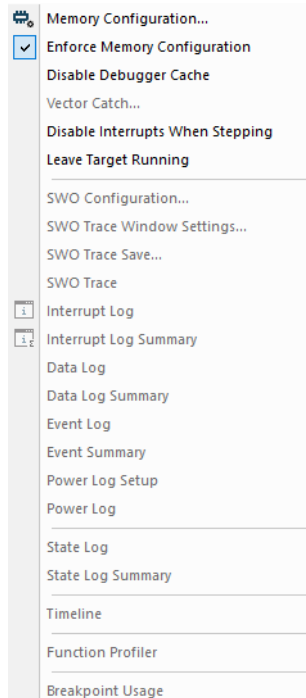 Memory Configuration...
Enforce Memory Configuration
Disable Debugger Cache
Vector Catch...
Disable Interrupts When Stepping
Leave Target Running
SWO Configuration...
SWO Trace Window Settings...
SWO Trace Save...
SWO Trace
Interrupt Log
Interrupt Log Summary
Data Log
Data Log Summary
Event Log
Event Summary
Power Log Setup
Power Log
State Log
State Log Summary
Timeline
Function Profiler
Breakpoint Usage